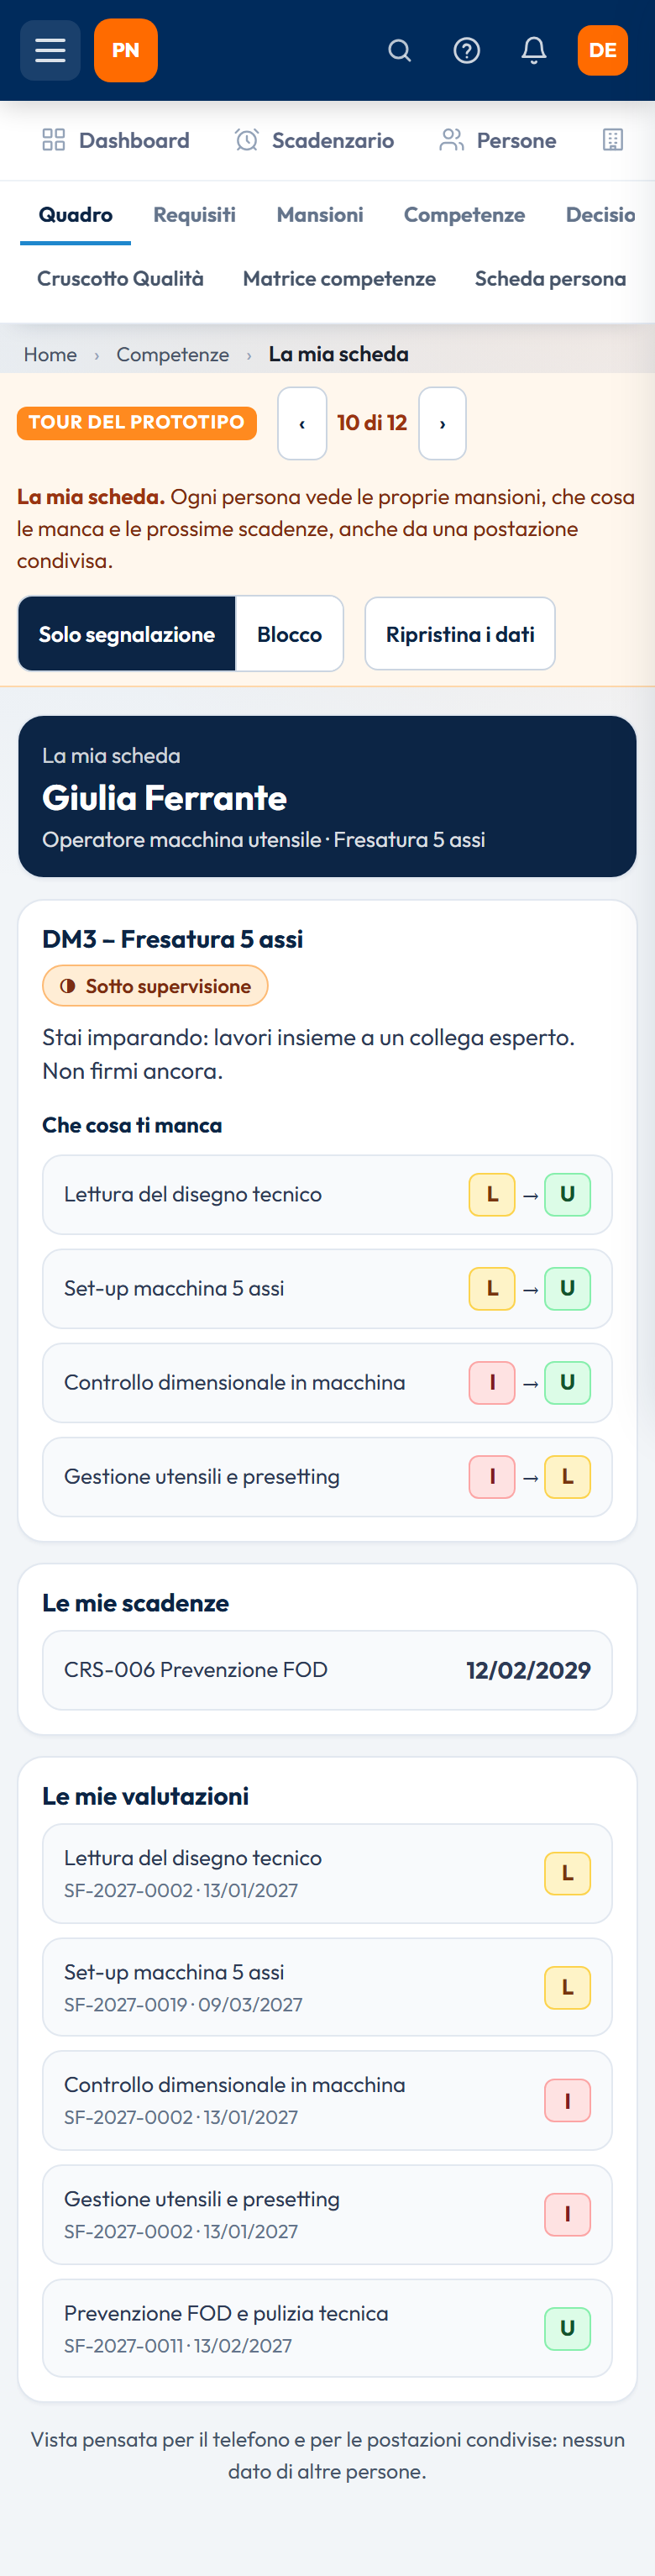 PN
DE
Dashboard
Scadenzario
Persone
Quadro
Requisiti
Mansioni
Competenze
Decisio
Cruscotto Qualità
Matrice competenze
Scheda persona
Home › Competenze › La mia scheda
TOUR DEL PROTOTIPO
‹
10 di 12
›
La mia scheda. Ogni persona vede le proprie mansioni, che cosa
le manca e le prossime scadenze, anche da una postazione
condivisa.
Solo segnalazione
Blocco
Ripristina i dati
La mia scheda
Giulia Ferrante
Operatore macchina utensile · Fresatura 5 assi
DM3 – Fresatura 5 assi
Sotto supervisione
Stai imparando: lavori insieme a un collega esperto.
Non firmi ancora.
Che cosa ti manca
Lettura del disegno tecnico L → U
Set-up macchina 5 assi L → U
Controllo dimensionale in macchina I → U
Gestione utensili e presetting I → L
Le mie scadenze
CRS-006 Prevenzione FOD 12/02/2029
Le mie valutazioni
Lettura del disegno tecnico
SF-2027-0002 · 13/01/2027
L
Set-up macchina 5 assi
SF-2027-0019 · 09/03/2027
L
Controllo dimensionale in macchina
SF-2027-0002 · 13/01/2027
I
Gestione utensili e presetting
SF-2027-0002 · 13/01/2027
I
Prevenzione FOD e pulizia tecnica
SF-2027-0011 · 13/02/2027
U
Vista pensata per il telefono e per le postazioni condivise: nessun
dato di altre persone.